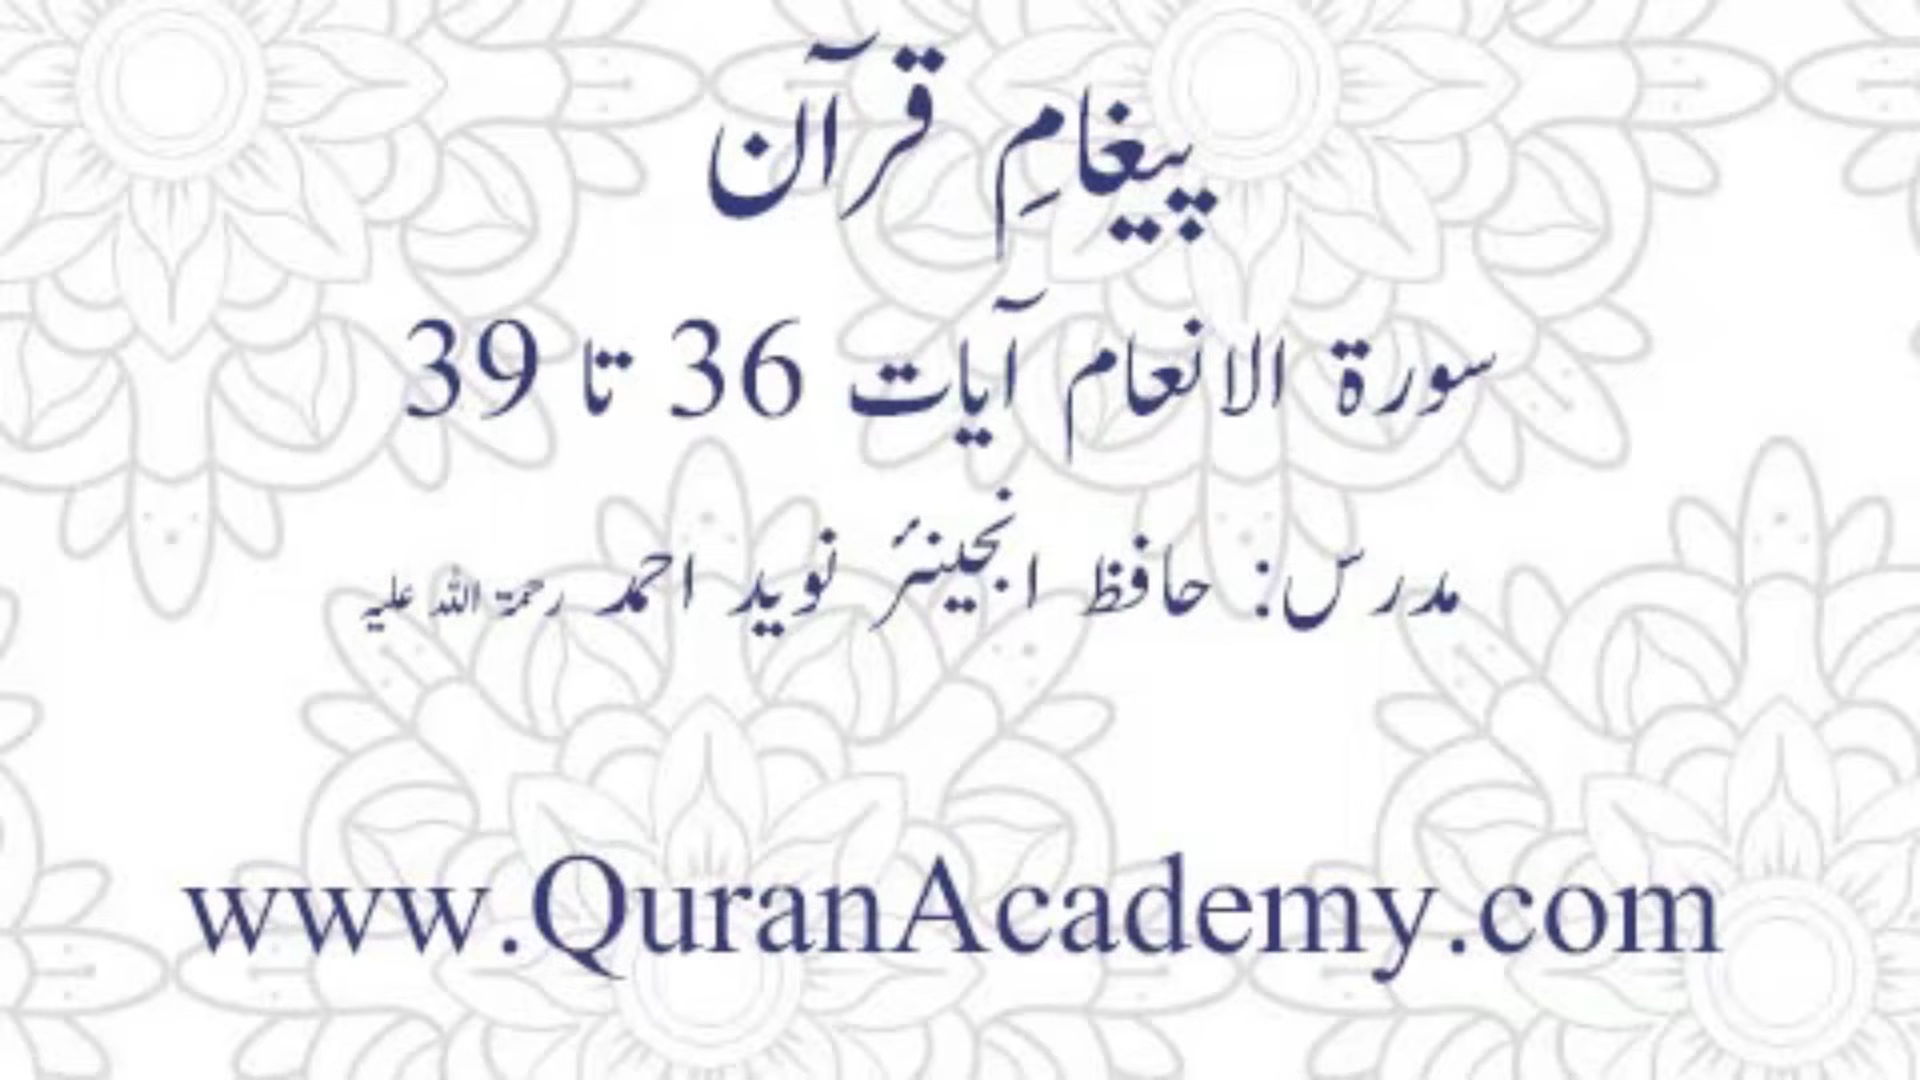 پیغامِ قرآن
سورۃ الانعام آیات 36 تا 39
مدرس: حافظ انجینئر نوید احمد رحمۃ اللہ علیہ
www.QuranAcademy.com